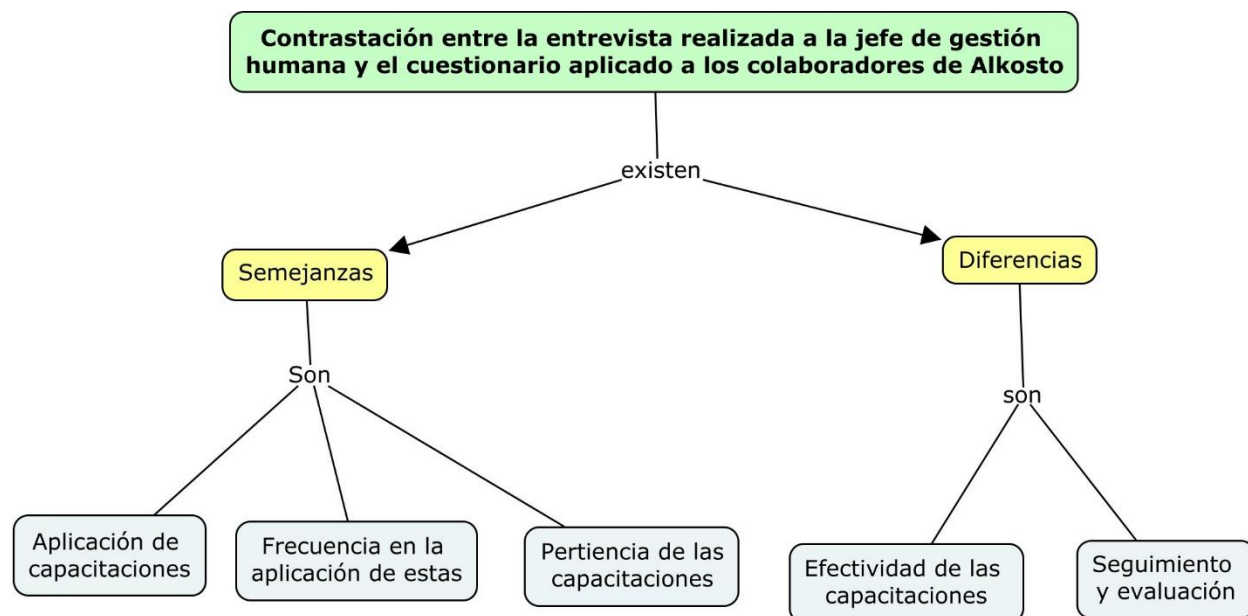 Contrastación entre la entrevista realizada a la jefe de gestión
humana y el cuestionario aplicado a los colaboradores de Alkosto
existen
Semejanzas
Diferencias
Son
son
Aplicación de
capacitaciones
Frecuencia en la
aplicación de estas
Pertiencia de las
capacitaciones
Efectividad de las
capacitaciones
Seguimiento
y evaluación